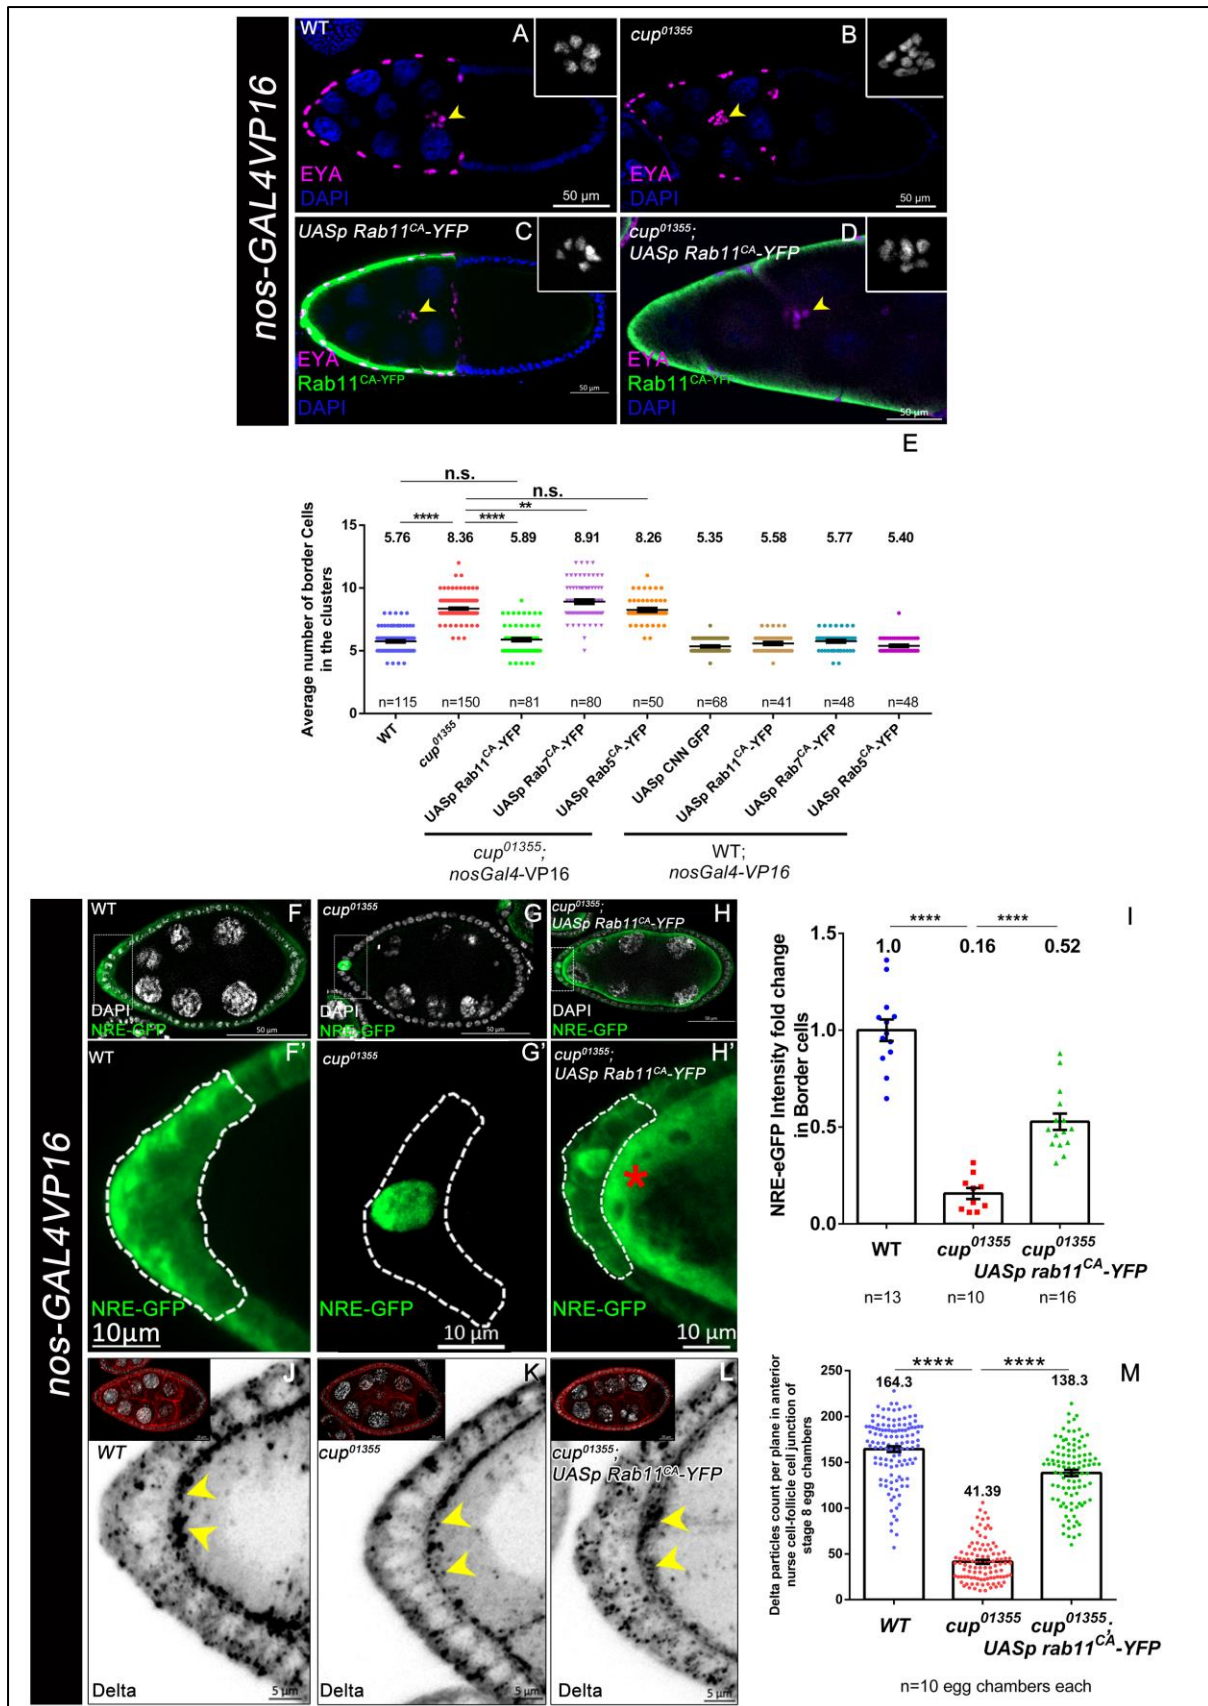 nos-GAL4VP16
WT
A
EYA
DAPI
50 µm
cup01355
B
EYA
DAPI
50 µm
UASp Rab11CA-YFP
C
EYA
Rab11CA-YFP
DAPI
50 µm
cup01355;
UASp Rab11CA-YFP
D
EYA
Rab11CA-YFP
DAPI
50 µm
E
n.s.
n.s.
**
**** ****
Average number of border Cells
in the clusters
15
10
5
0
5.76 8.36 5.89 8.91 8.26 5.35 5.58 5.77 5.40
n=115 n=150 n=81 n=80 n=50 n=68 n=41 n=48 n=48
WT
cup01355
UASp Rab11CA-YFP
UASp Rab7CA-YFP
UASp Rab5CA-YFP
UASp CNN GFP
UASp Rab11CA-YFP
UASp Rab7CA-YFP
UASp Rab5CA-YFP
cup01355;
nosGal4-VP16
WT;
nosGal4-VP16
nos-GAL4VP16
WT
F
DAPI
NRE-GFP
50 µm
cup01355
G
DAPI
NRE-GFP
50 µm
cup01355;
UASp Rab11CA-YFP
H
DAPI
NRE-GFP
50 µm
WT
F'
NRE-GFP
10µm
cup01355
G'
NRE-GFP
10 µm
cup01355;
UASp Rab11CA-YFP
H'
*
NRE-GFP
10 µm
I
**** ****
1.0 0.16 0.52
NRE-eGFP Intensity fold change
in Border cells
1.5
1.0
0.5
0.0
WT
cup01355
cup01355
UASp rab11CA-YFP
n=13 n=10 n=16
J
WT
Delta
5 µm
K
cup01355
Delta
5 µm
L
cup01355;
UASp Rab11CA-YFP
Delta
5 µm
M
**** ****
164.3 41.39 138.3
Delta particles count per plane in anterior
nurse cell-follicle cell junction of
stage 8 egg chambers
250
200
150
100
50
0
WT
cup01355
cup01355;
UASp rab11CA-YFP
n=10 egg chambers each